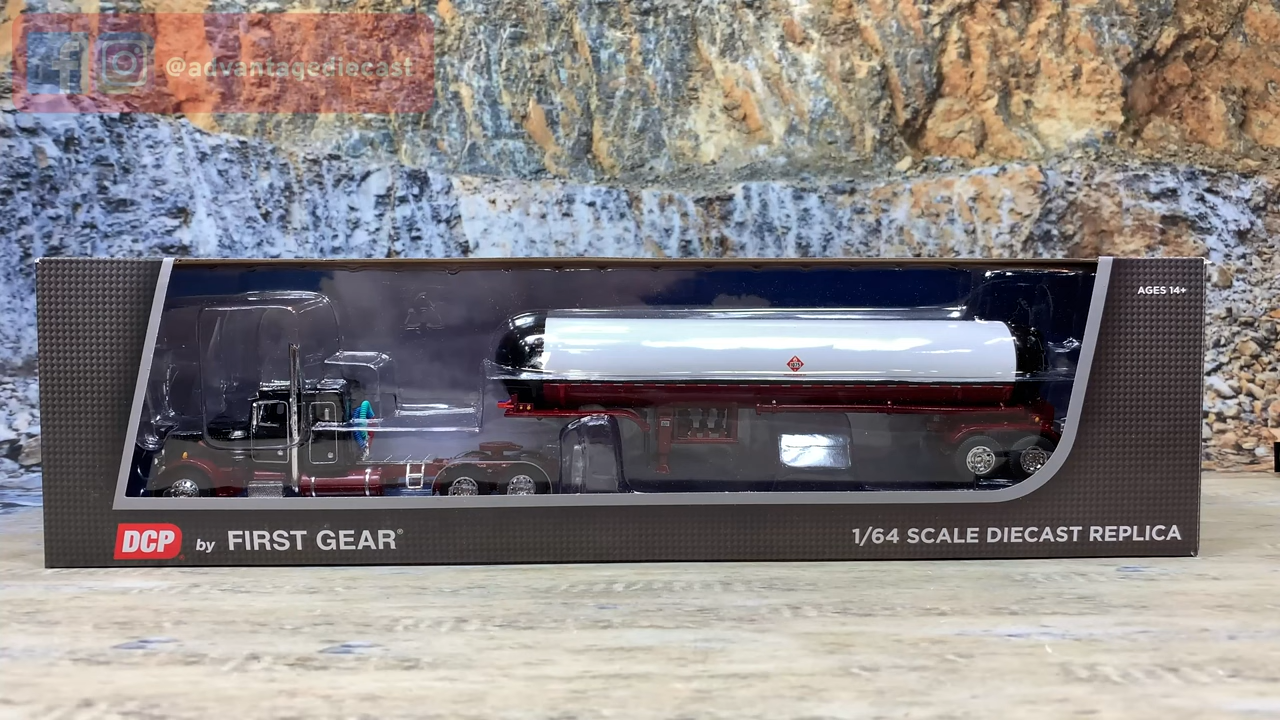 @advantagediecast
AGES 14+
DCP by FIRST GEAR®
1/64 SCALE DIECAST REPLICA